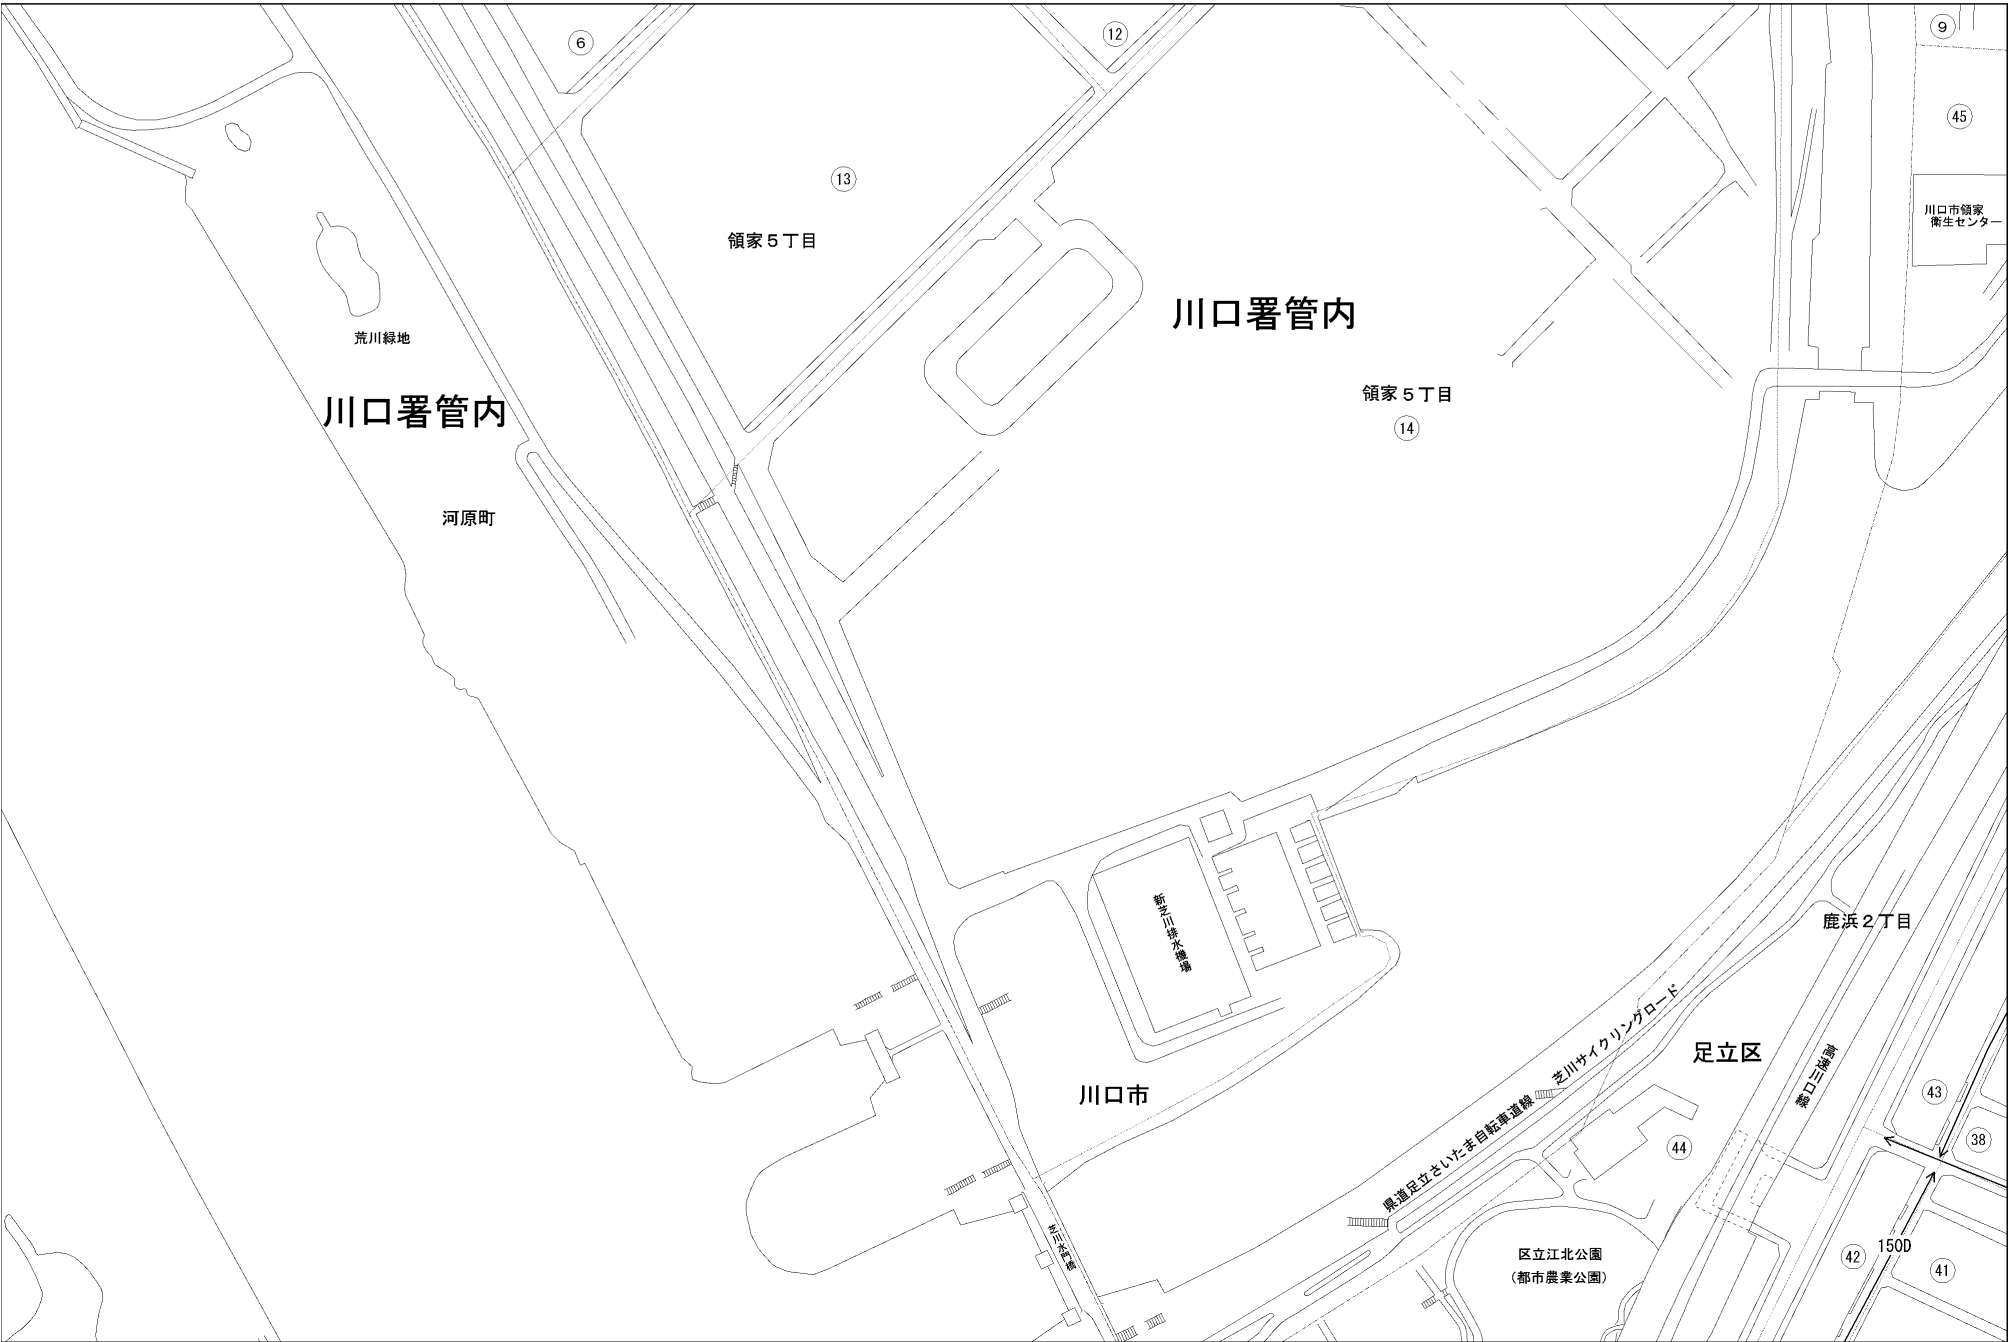 6
12
9
45
13
川口市領家
衛生センター
領家５丁目
川口署管内
荒川緑地
領家５丁目
川口署管内
14
河原町
新芝川排水機場
鹿浜２丁目
芝川サイクリングロード
足立区
高速川口線
川口市
43
県道足立さいたま自転車道線
38
44
芝川水門橋
区立江北公園
（都市農業公園）
42
150D
41